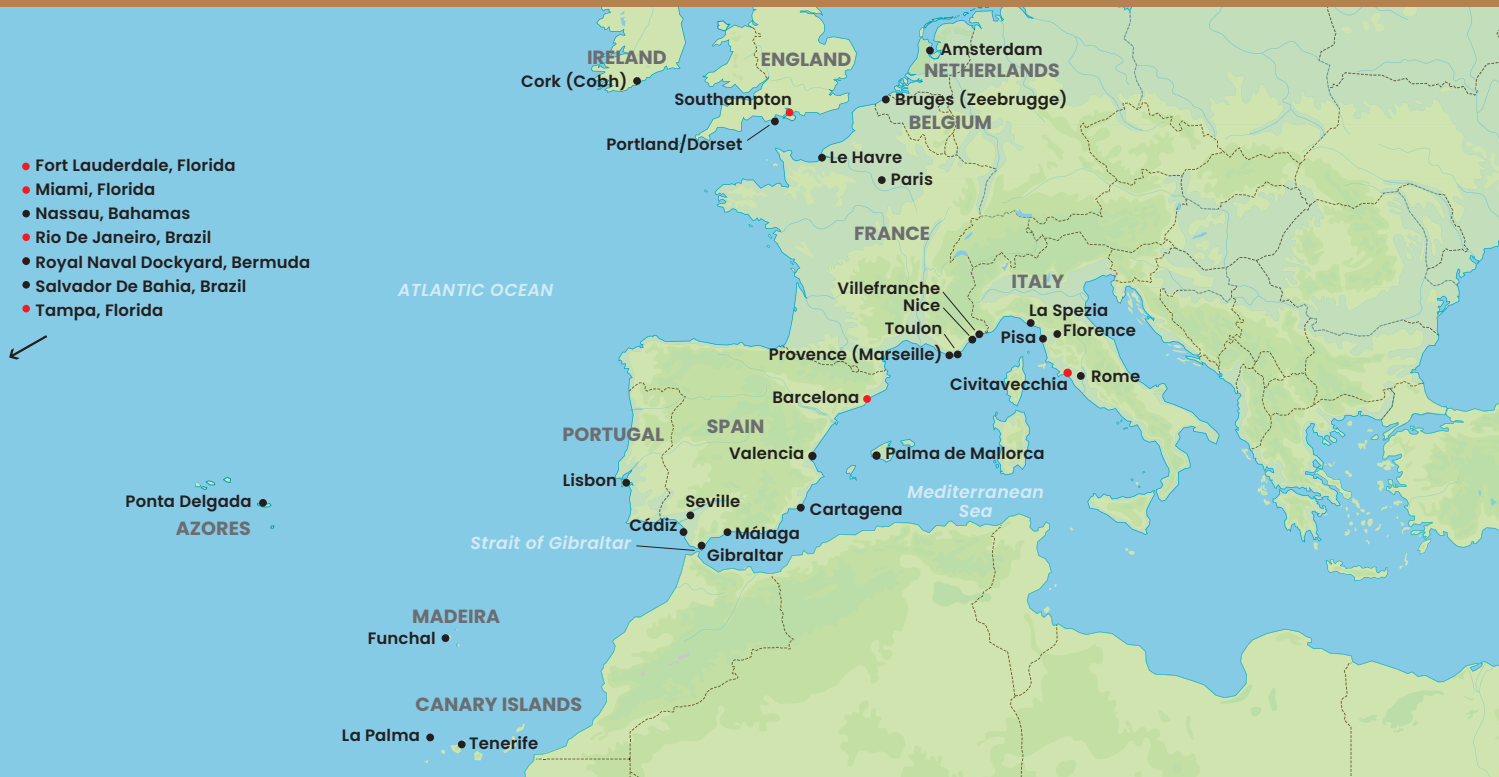 IRELAND
Cork (Cobh)
ENGLAND
Southampton
Portland/Dorset
Amsterdam
NETHERLANDS
Bruges (Zeebrugge)
BELGIUM
Le Havre
Paris
FRANCE
Fort Lauderdale, Florida
Miami, Florida
Nassau, Bahamas
Rio De Janeiro, Brazil
Royal Naval Dockyard, Bermuda
Salvador De Bahia, Brazil
Tampa, Florida
ATLANTIC OCEAN
Villefranche
Nice
Toulon
Provence (Marseille)
ITALY
La Spezia
Florence
Pisa
Civitavecchia
Rome
Barcelona
SPAIN
PORTUGAL
Valencia
Palma de Mallorca
Lisbon
Mediterranean
Sea
Seville
Cartagena
Cádiz
Málaga
Strait of Gibraltar
Gibraltar
Ponta Delgada
AZORES
MADEIRA
Funchal
CANARY ISLANDS
La Palma
Tenerife